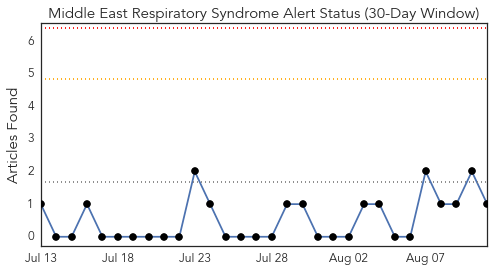 Middle East Respiratory Syndrome Alert Status (30-Day Window)
Articles Found
6
5
4
3
2
1
0
Jul 13 Jul 18 Jul 23 Jul 28 Aug 02 Aug 07